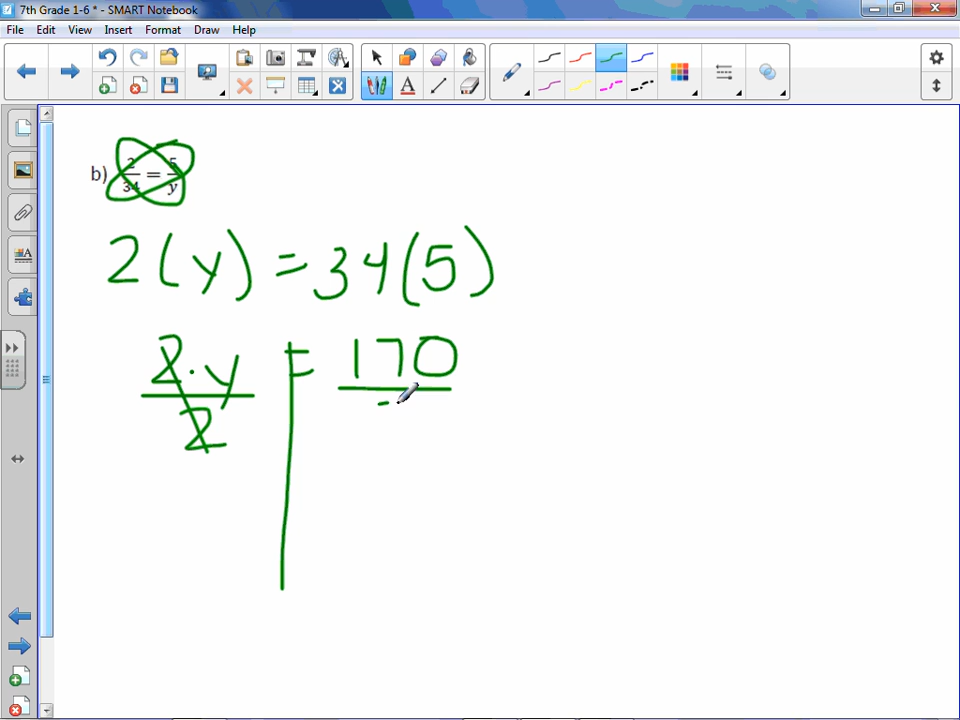 7th Grade 1-6 * - SMART Notebook
File Edit View Insert Format Draw Help
b) 2/34 = 5/y
2(y) = 34(5)
2·y/2 = 170